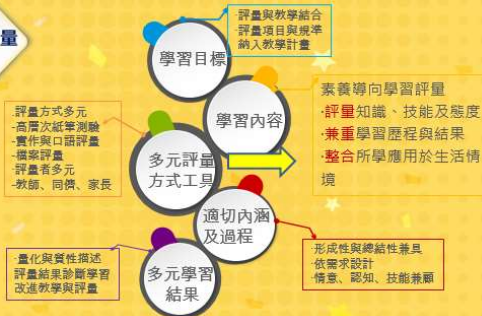 量
·評量與教學結合
·評量項目與規準
納入教學計畫
學習目標
學習內容
素養導向學習評量
·評量知識、技能及態度
·兼重學習歷程與結果
·整合所學應用於生活情
境
·評量方式多元
-高層次紙筆測驗
-實作與口語評量
-檔案評量
·評量者多元
-教師、同儕、家長
多元評量
方式工具
適切內涵
及過程
·形成性與總結性兼具
·依需求設計
·情意、認知、技能兼顧
·量化與質性描述
評量結果診斷學習
改進教學與評量
多元學習
結果